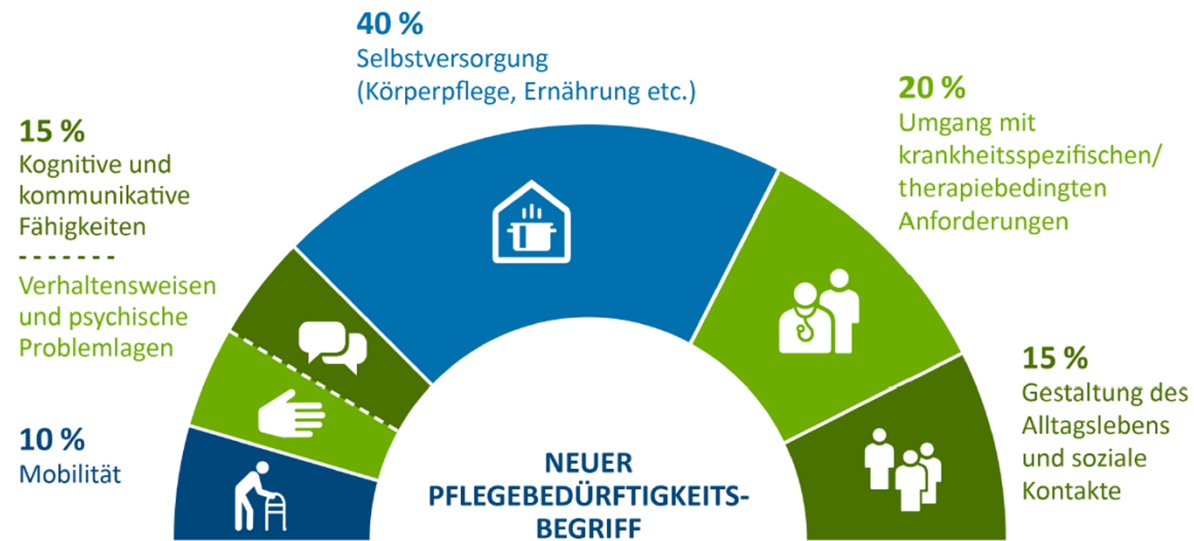 40 %
Selbstversorgung
(Körperpflege, Ernährung etc.)
20 %
Umgang mit
krankheitsspezifischen/
therapiebedingten
Anforderungen
15 %
Kognitive und
kommunikative
Fähigkeiten
-------
Verhaltensweisen
und psychische
Problemlagen
10 %
Mobilität
15 %
Gestaltung des
Alltagslebens
und soziale
Kontakte
NEUER
PFLEGEBEDÜRFTIGKEITS-
BEGRIFF